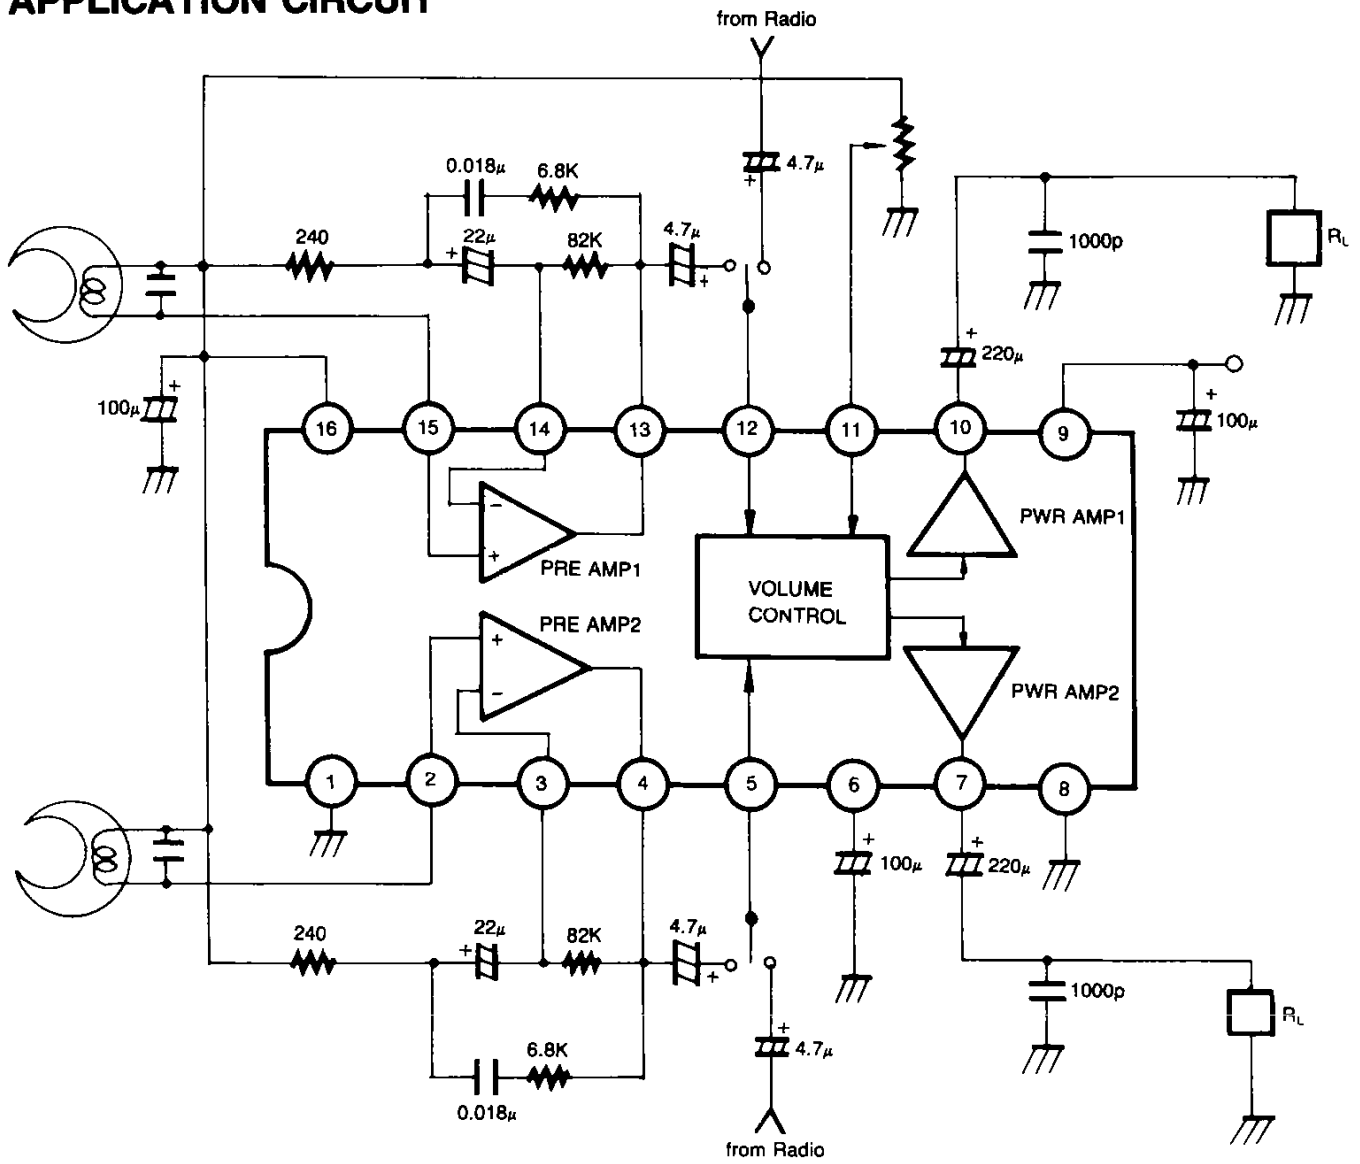 APPLICATION CIRCUIT
from Radio
0.018μ
6.8K
4.7μ
+
240
+
22μ
82K
4.7μ
+
1000p
RL
+
220μ
+
100μ
+
100μ
16
15
14
13
12
11
10
9
−
+
PRE AMP1
PWR AMP1
VOLUME
CONTROL
PRE AMP2
+
−
PWR AMP2
1
2
3
4
5
6
7
8
+
100μ
+
220μ
240
+
22μ
82K
4.7μ
+
1000p
RL
+
4.7μ
6.8K
0.018μ
from Radio